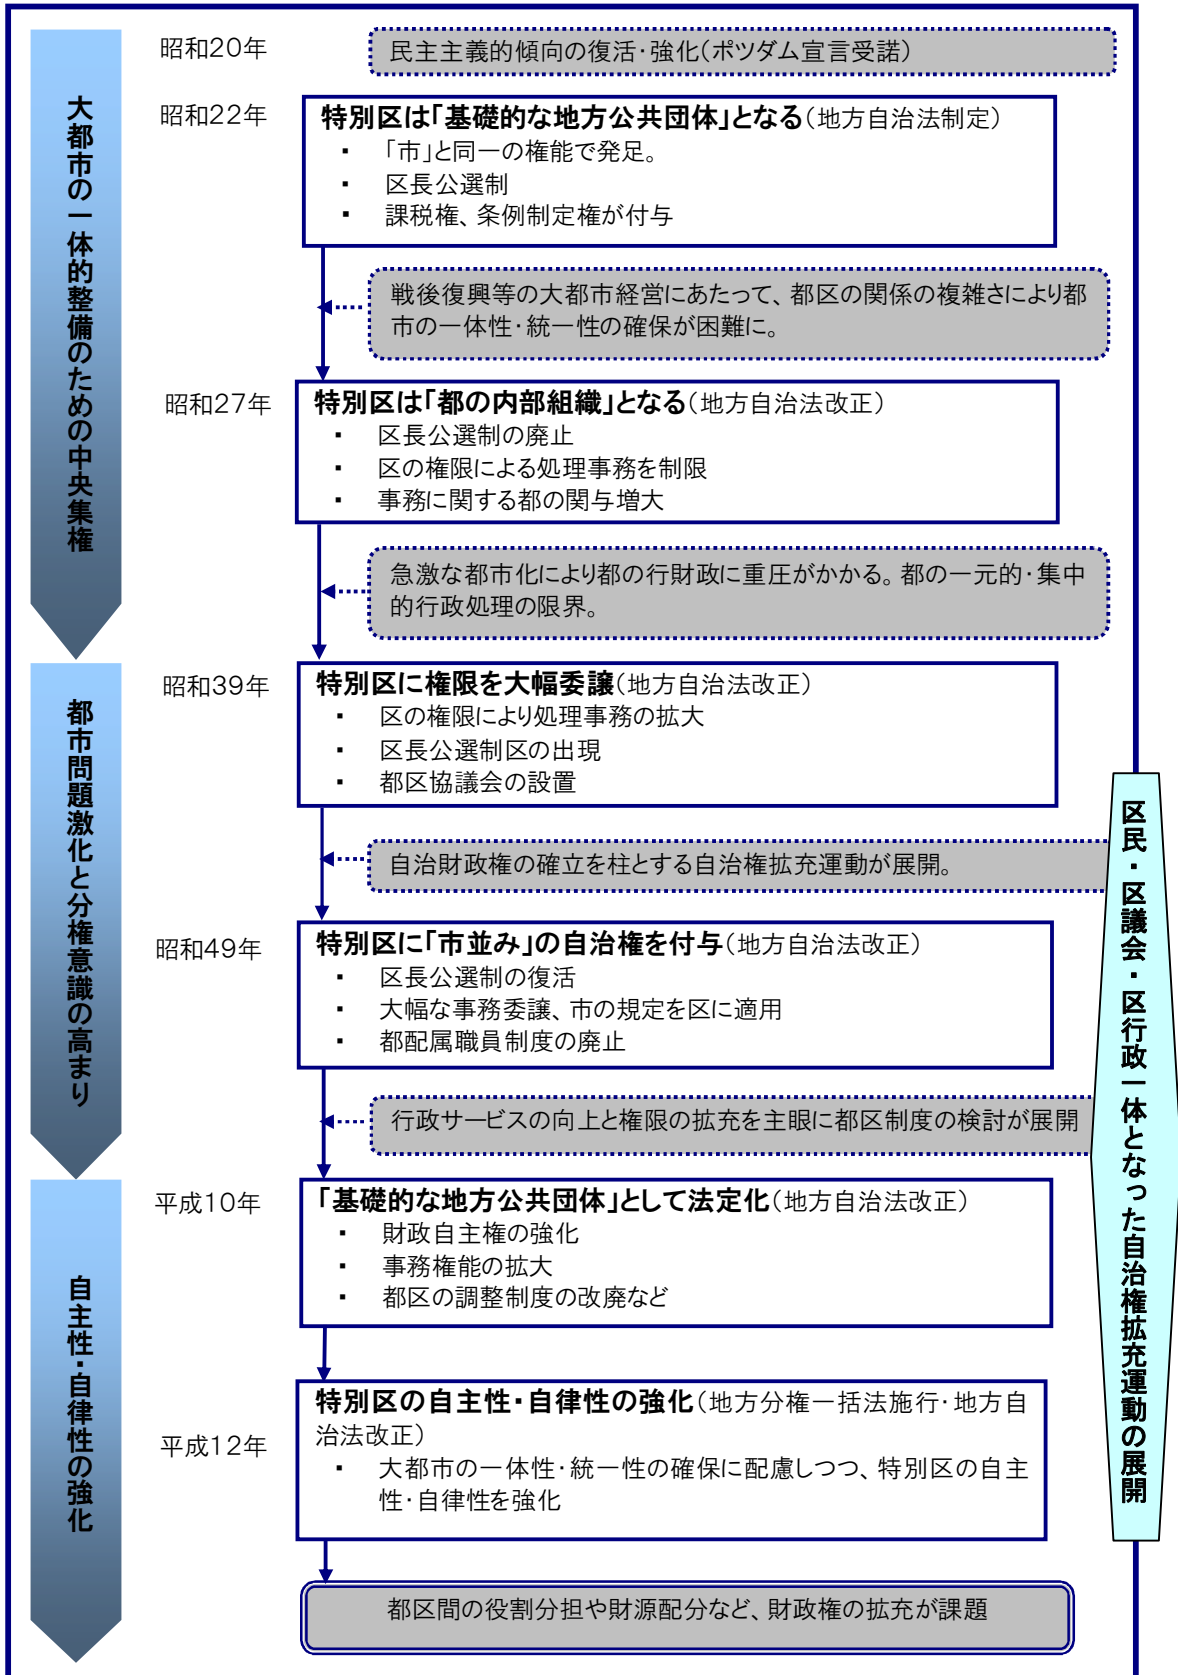 大都市の一体的整備のための中央集権
昭和20年
民主主義的傾向の復活・強化（ポツダム宣言受諾）
昭和22年
特別区は「基礎的な地方公共団体」となる（地方自治法制定）
▪ 「市」と同一の権能で発足。
▪ 区長公選制
▪ 課税権、条例制定権が付与
戦後復興等の大都市経営にあたって、都区の関係の複雑さにより都
市の一体性・統一性の確保が困難に。
昭和27年
特別区は「都の内部組織」となる（地方自治法改正）
▪ 区長公選制の廃止
▪ 区の権限による処理事務を制限
▪ 事務に関する都の関与増大
急激な都市化により都の行財政に重圧がかかる。都の一元的・集中
的行政処理の限界。
都市問題激化と分権意識の高まり
昭和39年
特別区に権限を大幅委譲（地方自治法改正）
▪ 区の権限により処理事務の拡大
▪ 区長公選制区の出現
▪ 都区協議会の設置
自治財政権の確立を柱とする自治権拡充運動が展開。
昭和49年
特別区に「市並み」の自治権を付与（地方自治法改正）
▪ 区長公選制の復活
▪ 大幅な事務委譲、市の規定を区に適用
▪ 都配属職員制度の廃止
行政サービスの向上と権限の拡充を主眼に都区制度の検討が展開
自主性・自律性の強化
平成10年
「基礎的な地方公共団体」として法定化（地方自治法改正）
▪ 財政自主権の強化
▪ 事務権能の拡大
▪ 都区の調整制度の改廃など
平成12年
特別区の自主性・自律性の強化（地方分権一括法施行・地方自
治法改正）
▪ 大都市の一体性・統一性の確保に配慮しつつ、特別区の自主
性・自律性を強化
都区間の役割分担や財源配分など、財政権の拡充が課題
区民・区議会・区行政一体となった自治権拡充運動の展開